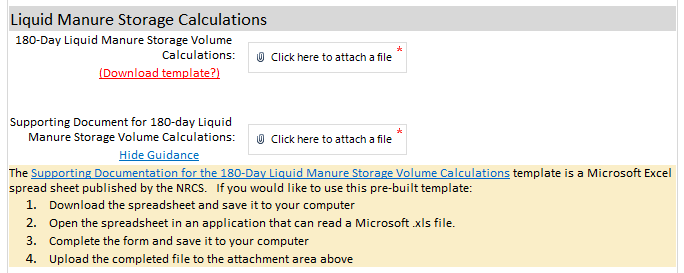 Liquid Manure Storage Calculations
180-Day Liquid Manure Storage Volume
Calculations:
Click here to attach a file *
(Download template?)
Supporting Document for 180-day Liquid
Manure Storage Volume Calculations:
Click here to attach a file *
Hide Guidance
The Supporting Documentation for the 180-Day Liquid Manure Storage Volume Calculations template is a Microsoft Excel
spread sheet published by the NRCS. If you would like to use this pre-built template:
1. Download the spreadsheet and save it to your computer
2. Open the spreadsheet in an application that can read a Microsoft .xls file.
3. Complete the form and save it to your computer
4. Upload the completed file to the attachment area above